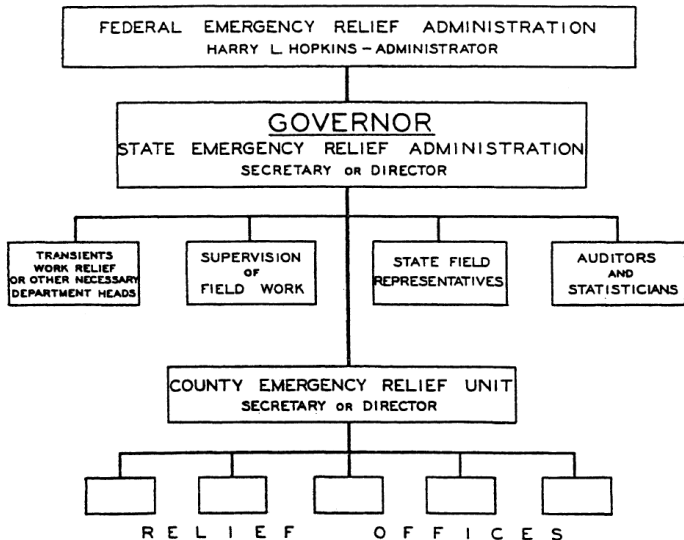 FEDERAL EMERGENCY RELIEF ADMINISTRATION
HARRY L. HOPKINS – ADMINISTRATOR
GOVERNOR
STATE EMERGENCY RELIEF ADMINISTRATION
SECRETARY OR DIRECTOR
TRANSIENTS
WORK RELIEF
OR OTHER NECESSARY
DEPARTMENT HEADS
SUPERVISION
OF
FIELD WORK
STATE FIELD
REPRESENTATIVES
AUDITORS
AND
STATISTICIANS
COUNTY EMERGENCY RELIEF UNIT
SECRETARY OR DIRECTOR
RELIEF OFFICES